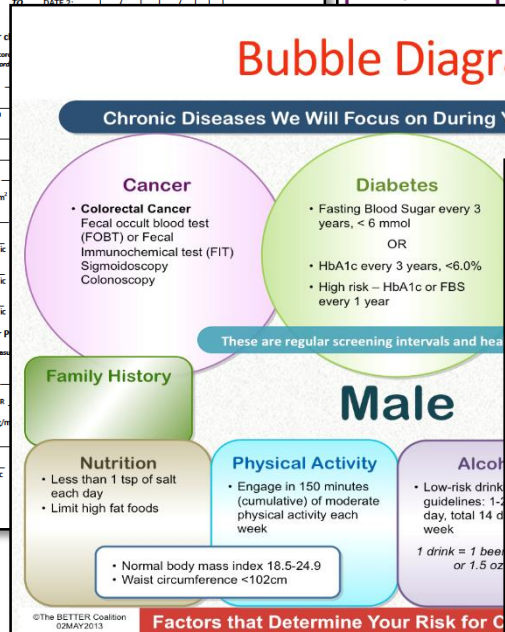 TO
DATE 2:
Bubble Diagr
Chronic Diseases We Will Focus on During
Cancer
• Colorectal Cancer
Fecal occult blood test
(FOBT) or Fecal
Immunochemical test (FIT)
Sigmoidoscopy
Colonoscopy
Diabetes
• Fasting Blood Sugar every 3
years, < 6 mmol
OR
• HbA1c every 3 years, <6.0%
• High risk – HbA1c or FBS
every 1 year
These are regular screening intervals and hea
Family History
Male
Nutrition
• Less than 1 tsp of salt
each day
• Limit high fat foods
Physical Activity
• Engage in 150 minutes
(cumulative) of moderate
physical activity each
week
Alcoh
• Low-risk drink
guidelines: 1-2
day, total 14 d
week
1 drink = 1 bee
or 1.5 oz
• Normal body mass index 18.5-24.9
• Waist circumference <102cm
©The BETTER Coalition
02MAY2013
Factors that Determine Your Risk for C